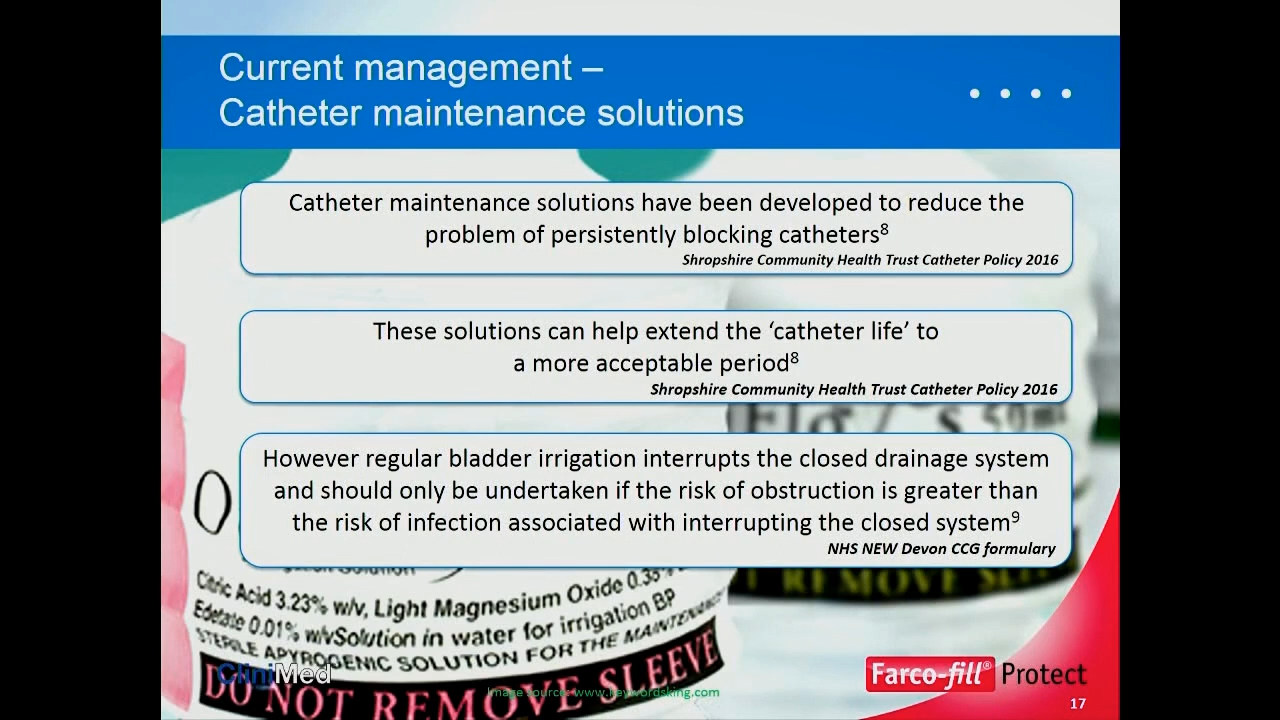 Current management –
Catheter maintenance solutions
Catheter maintenance solutions have been developed to reduce the
problem of persistently blocking catheters8
Shropshire Community Health Trust Catheter Policy 2016
These solutions can help extend the ‘catheter life’ to
a more acceptable period8
Shropshire Community Health Trust Catheter Policy 2016
S 50ml
However regular bladder irrigation interrupts the closed drainage system
and should only be undertaken if the risk of obstruction is greater than
the risk of infection associated with interrupting the closed system9
NHS NEW Devon CCG formulary
Citric Acid 3.23% w/v, Light Magnesium Oxide 0.38%
Edetate 0.01% w/vSolution in water for irrigation BP
STERILE APYROGENIC SOLUTION FOR THE MAINTENANC
DO NOT REMOVE SLEEVE
REMOVE
CliniMed
Image source: www.keywordsking.com
Farco-fill® Protect
17